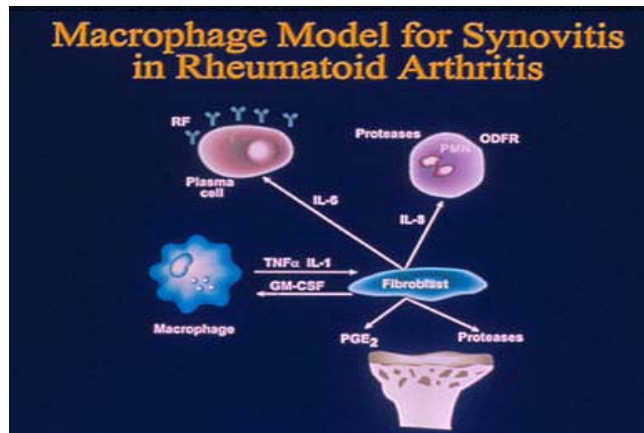 Macrophage Model for Synovitis
in Rheumatoid Arthritis
RF
Plasma
cell
Proteases
ODFR
PMN
IL-6
IL-8
TNFα IL-1
GM-CSF
Macrophage
Fibroblast
PGE2
Proteases